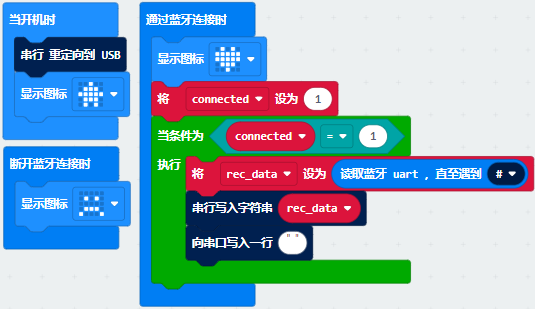 当开机时
串行 重定向到 USB
显示图标
断开蓝牙连接时
显示图标
通过蓝牙连接时
显示图标
将 connected 设为 1
当条件为 connected = 1
执行
将 rec_data 设为 读取蓝牙 uart , 直至遇到 #
串行写入字符串 rec_data
向串口写入一行 " "